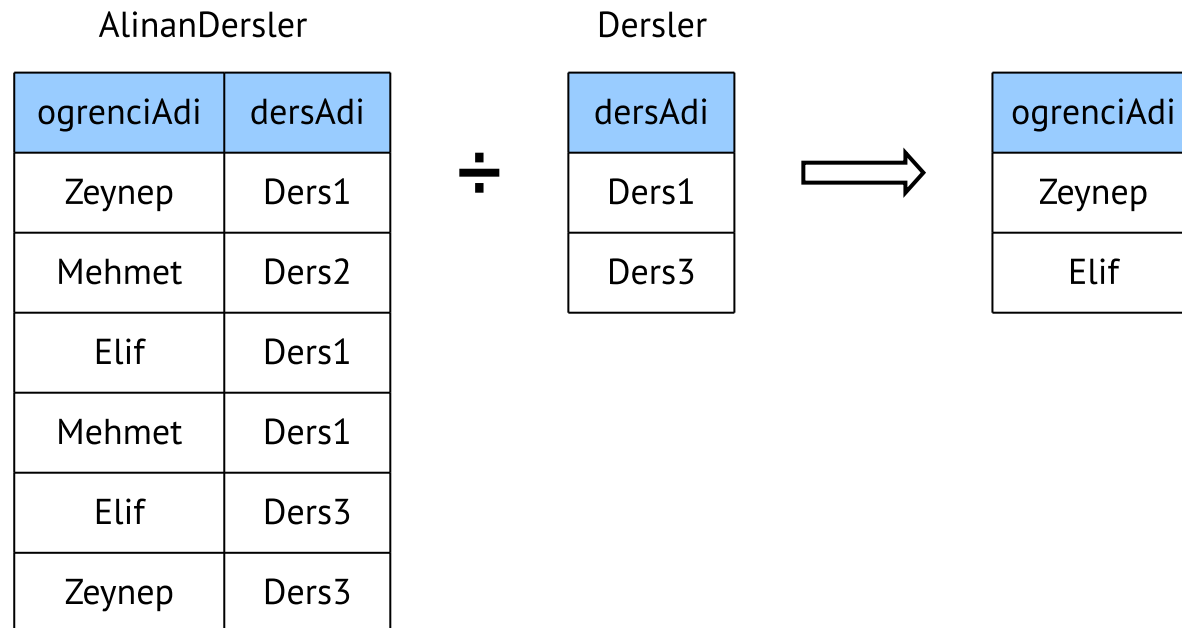 AlinanDersler Dersler
ogrenciAdi dersAdi dersAdi ogrenciAdi
Zeynep Ders1 ÷ Ders1 Zeynep
Mehmet Ders2 Ders3 Elif
Elif Ders1
Mehmet Ders1
Elif Ders3
Zeynep Ders3